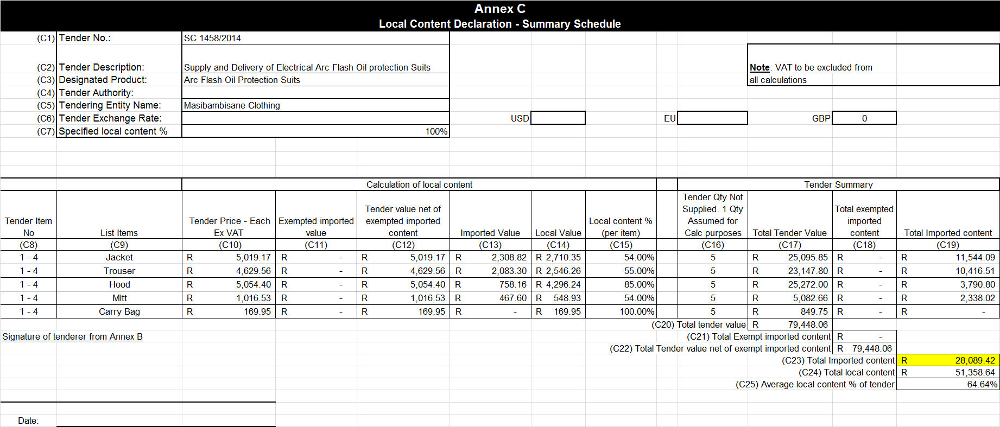 Annex C
Local Content Declaration - Summary Schedule
(C1) Tender No.: SC 1458/2014
(C2) Tender Description: Supply and Delivery of Electrical Arc Flash Oil protection Suits Note: VAT to be excluded from
(C3) Designated Product: Arc Flash Oil Protection Suits all calculations
(C4) Tender Authority:
(C5) Tendering Entity Name: Masibambisane Clothing
(C6) Tender Exchange Rate: USD EU GBP 0
(C7) Specified local content % 100%
Calculation of local content Tender Summary
Tender Item No
List Items
Tender Price - Each Ex VAT
Exempted imported value
Tender value net of exempted imported content
Imported Value
Local Value
Local content % (per item)
Tender Qty Not Supplied. 1 Qty Assumed for Calc purposes
Total Tender Value
Total exempted imported content
Total Imported content
(C8) (C9) (C10) (C11) (C12) (C13) (C14) (C15) (C16) (C17) (C18) (C19)
1 - 4 Jacket R 5,019.17 R - R 5,019.17 R 2,308.82 R 2,710.35 54.00% 5 R 25,095.85 R - R 11,544.09
1 - 4 Trouser R 4,629.56 R - R 4,629.56 R 2,083.30 R 2,546.26 55.00% 5 R 23,147.80 R - R 10,416.51
1 - 4 Hood R 5,054.40 R - R 5,054.40 R 758.16 R 4,296.24 85.00% 5 R 25,272.00 R - R 3,790.80
1 - 4 Mitt R 1,016.53 R - R 1,016.53 R 467.60 R 548.93 54.00% 5 R 5,082.66 R - R 2,338.02
1 - 4 Carry Bag R 169.95 R - R 169.95 R - R 169.95 100.00% 5 R 849.75 R - R -
(C20) Total tender value R 79,448.06
Signature of tenderer from Annex B (C21) Total Exempt imported content R -
(C22) Total Tender value net of exempt imported content R 79,448.06
(C23) Total Imported content R 28,089.42
(C24) Total local content R 51,358.64
(C25) Average local content % of tender 64.64%
Date: